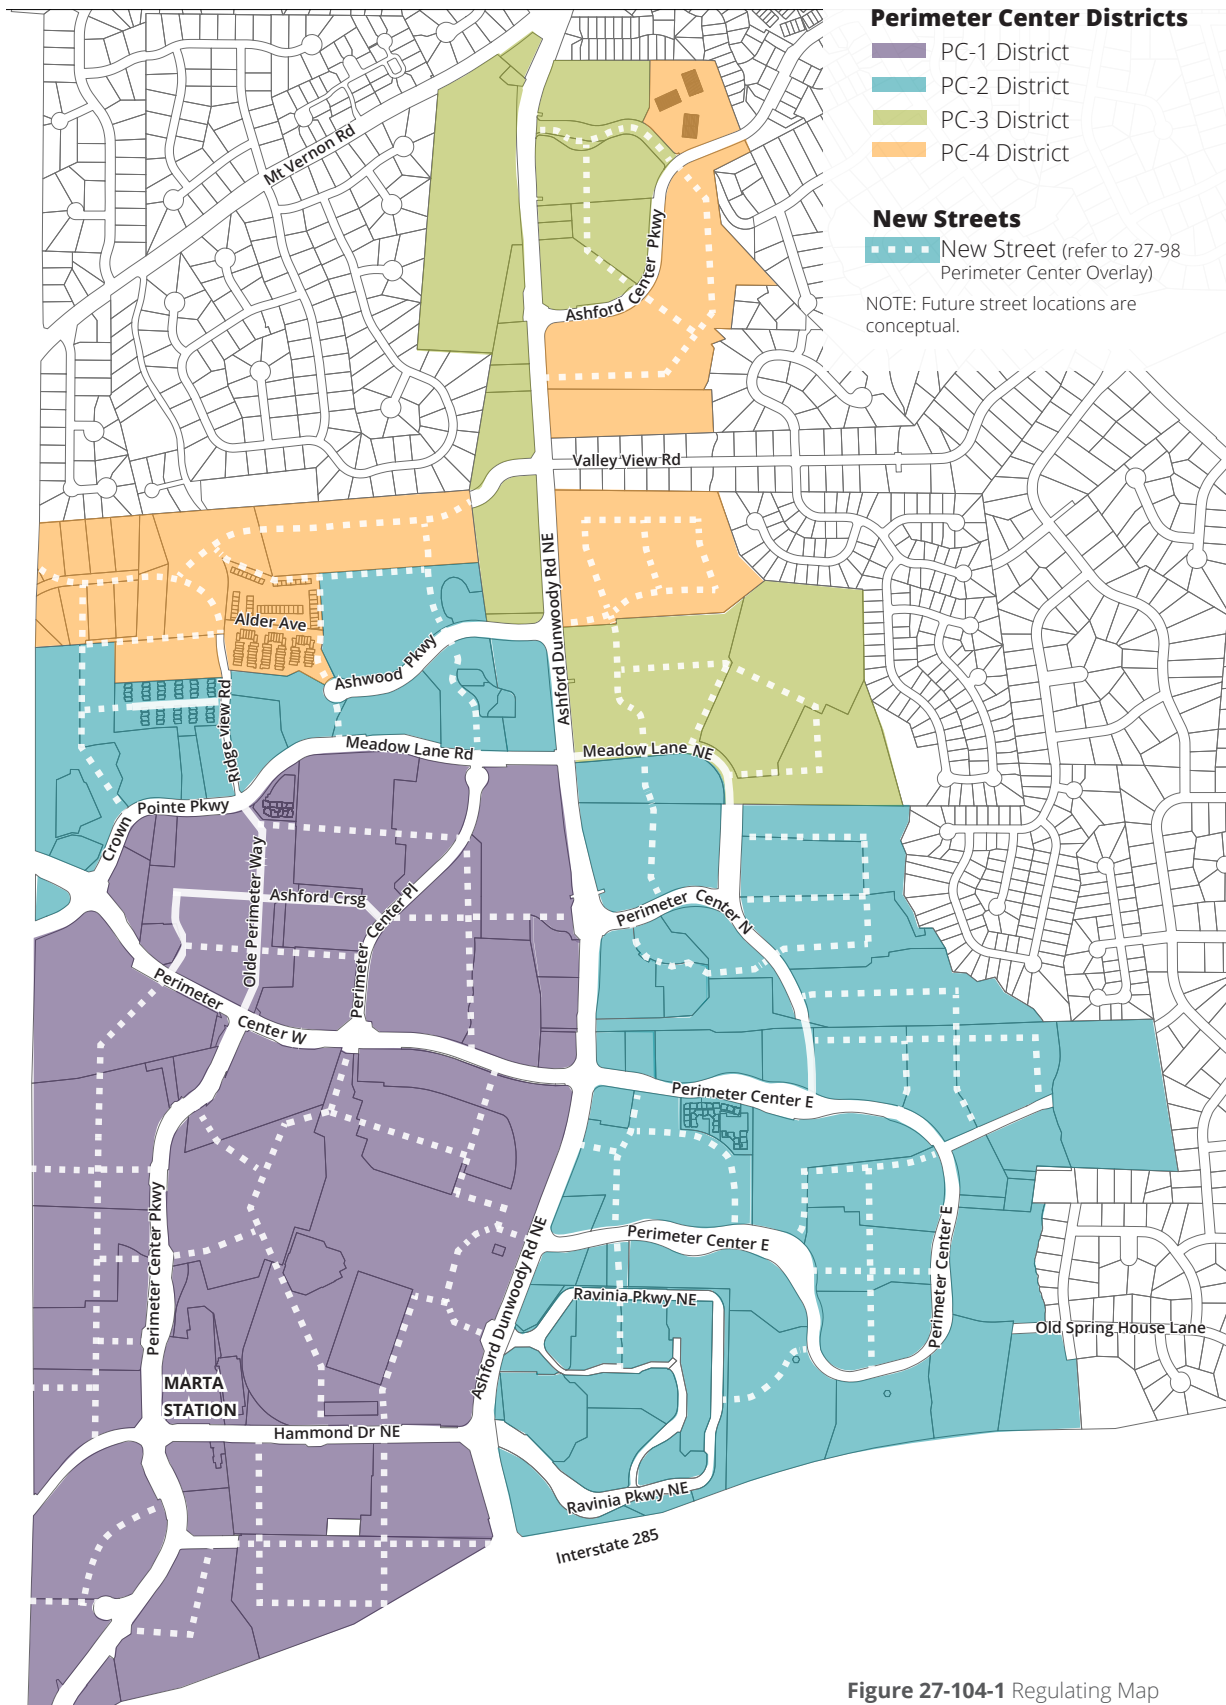 Perimeter Center Districts
PC-1 District
PC-2 District
PC-3 District
PC-4 District
New Streets
New Street (refer to 27-98
Perimeter Center Overlay)
NOTE: Future street locations are
conceptual.
Mt Vernon Rd
Ashford Center Pkwy
Valley View Rd
Ashford Dunwoody Rd NE
Alder Ave
Ashwood Pkwy
Ridge view Rd
Meadow Lane Rd
Meadow Lane NE
Crown Pointe Pkwy
Olde Perimeter Way
Ashford Crsg
Perimeter Center Pl
Perimeter Center N
Perimeter Center W
Perimeter Center E
Perimeter Center Pkwy
Perimeter Center E
Perimeter Center E
Ashford Dunwoody Rd NE
Ravinia Pkwy NE
Old Spring House Lane
MARTA
STATION
Hammond Dr NE
Ravinia Pkwy NE
Interstate 285
Figure 27-104-1 Regulating Map